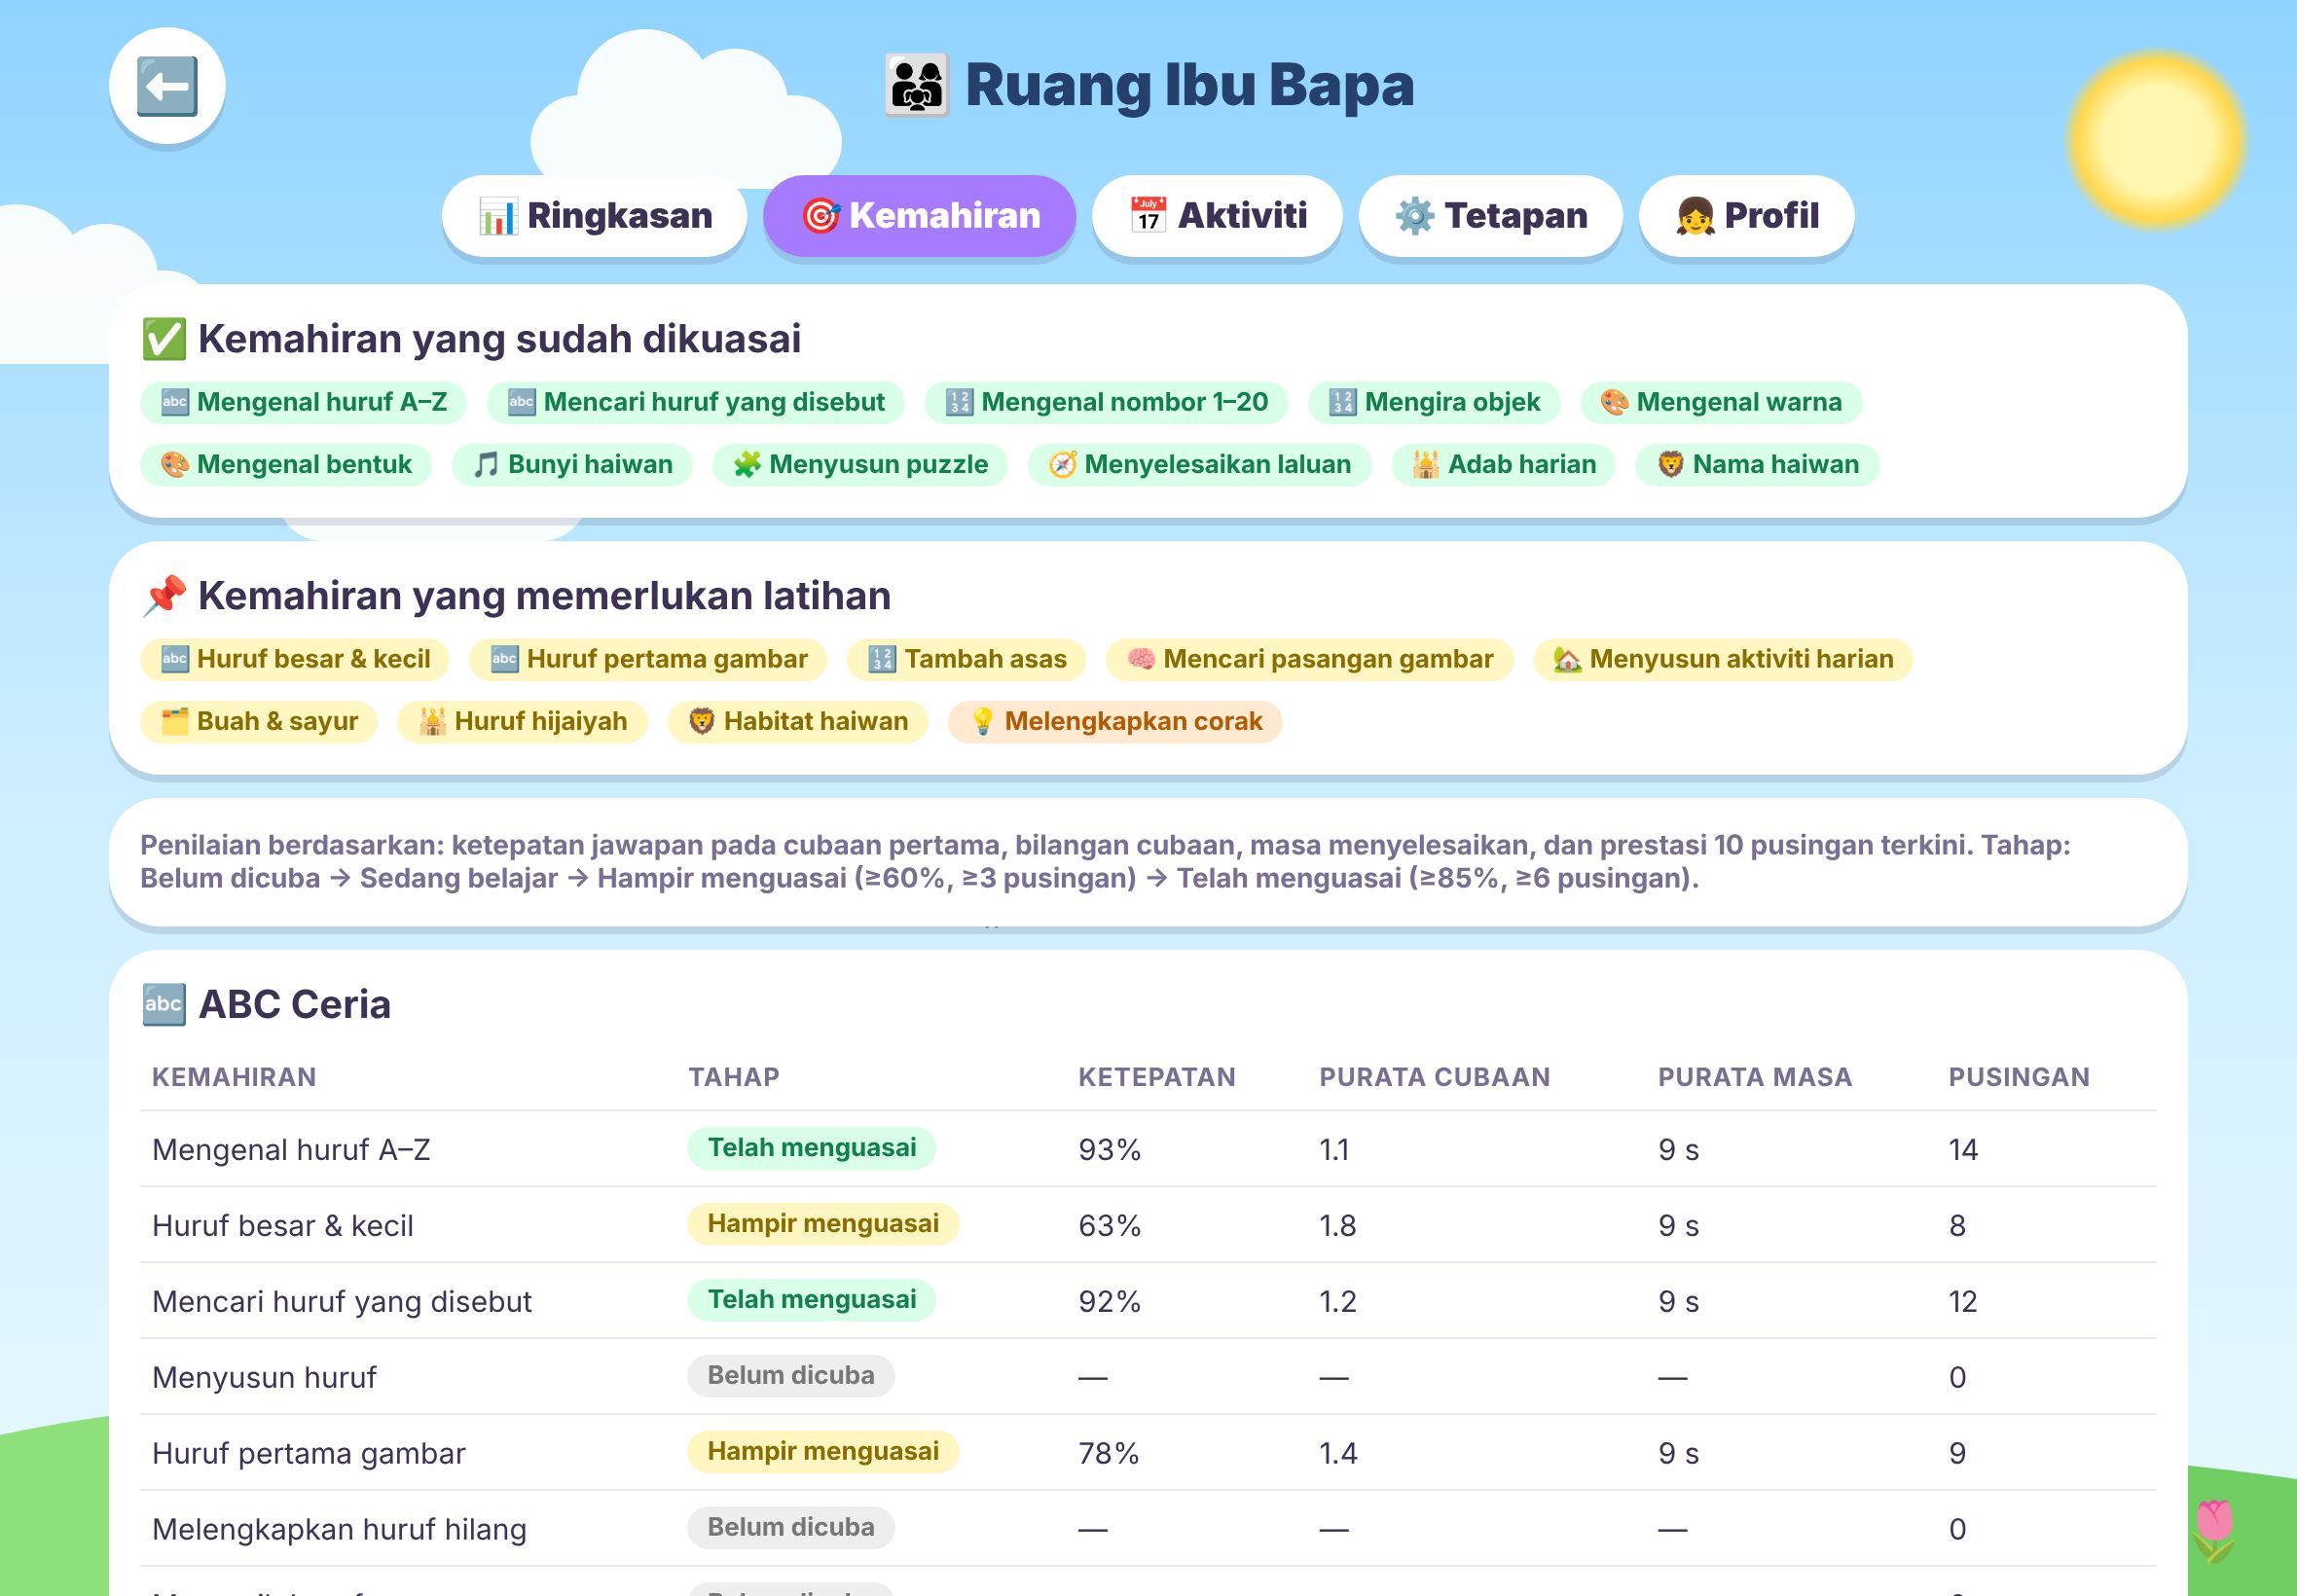 Ruang Ibu Bapa
Ringkasan Kemahiran Aktiviti Tetapan Profil
Kemahiran yang sudah dikuasai
Mengenal huruf A–Z Mencari huruf yang disebut Mengenal nombor 1–20 Mengira objek Mengenal warna
Mengenal bentuk Bunyi haiwan Menyusun puzzle Menyelesaikan laluan Adab harian Nama haiwan
Kemahiran yang memerlukan latihan
Huruf besar & kecil Huruf pertama gambar Tambah asas Mencari pasangan gambar Menyusun aktiviti harian
Buah & sayur Huruf hijaiyah Habitat haiwan Melengkapkan corak
Penilaian berdasarkan: ketepatan jawapan pada cubaan pertama, bilangan cubaan, masa menyelesaikan, dan prestasi 10 pusingan terkini. Tahap:
Belum dicuba → Sedang belajar → Hampir menguasai (≥60%, ≥3 pusingan) → Telah menguasai (≥85%, ≥6 pusingan).
ABC Ceria
KEMAHIRAN TAHAP KETEPATAN PURATA CUBAAN PURATA MASA PUSINGAN
Mengenal huruf A–Z Telah menguasai 93% 1.1 9 s 14
Huruf besar & kecil Hampir menguasai 63% 1.8 9 s 8
Mencari huruf yang disebut Telah menguasai 92% 1.2 9 s 12
Menyusun huruf Belum dicuba — — — 0
Huruf pertama gambar Hampir menguasai 78% 1.4 9 s 9
Melengkapkan huruf hilang Belum dicuba — — — 0